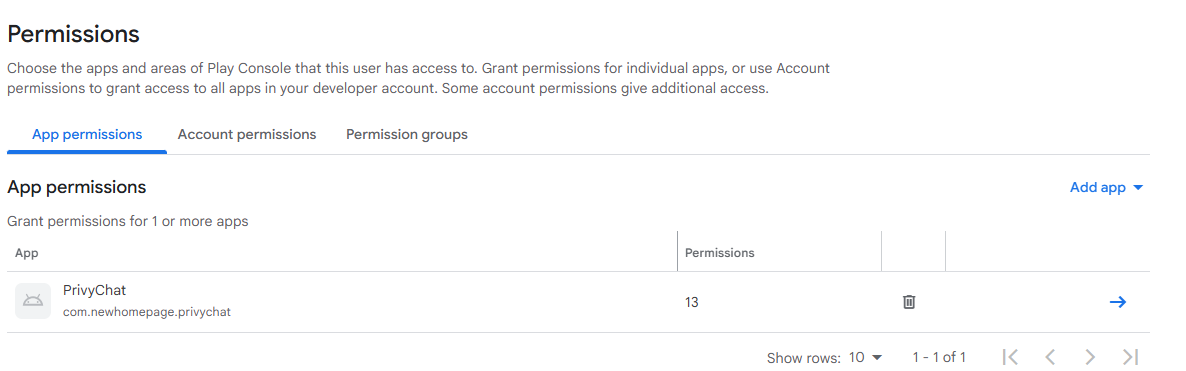 Permissions
Choose the apps and areas of Play Console that this user has access to. Grant permissions for individual apps, or use Account
permissions to grant access to all apps in your developer account. Some account permissions give additional access.
App permissions Account permissions Permission groups
App permissions
Add app
Grant permissions for 1 or more apps
App Permissions
PrivyChat
com.newhomepage.privychat
13
Show rows: 10 1 - 1 of 1